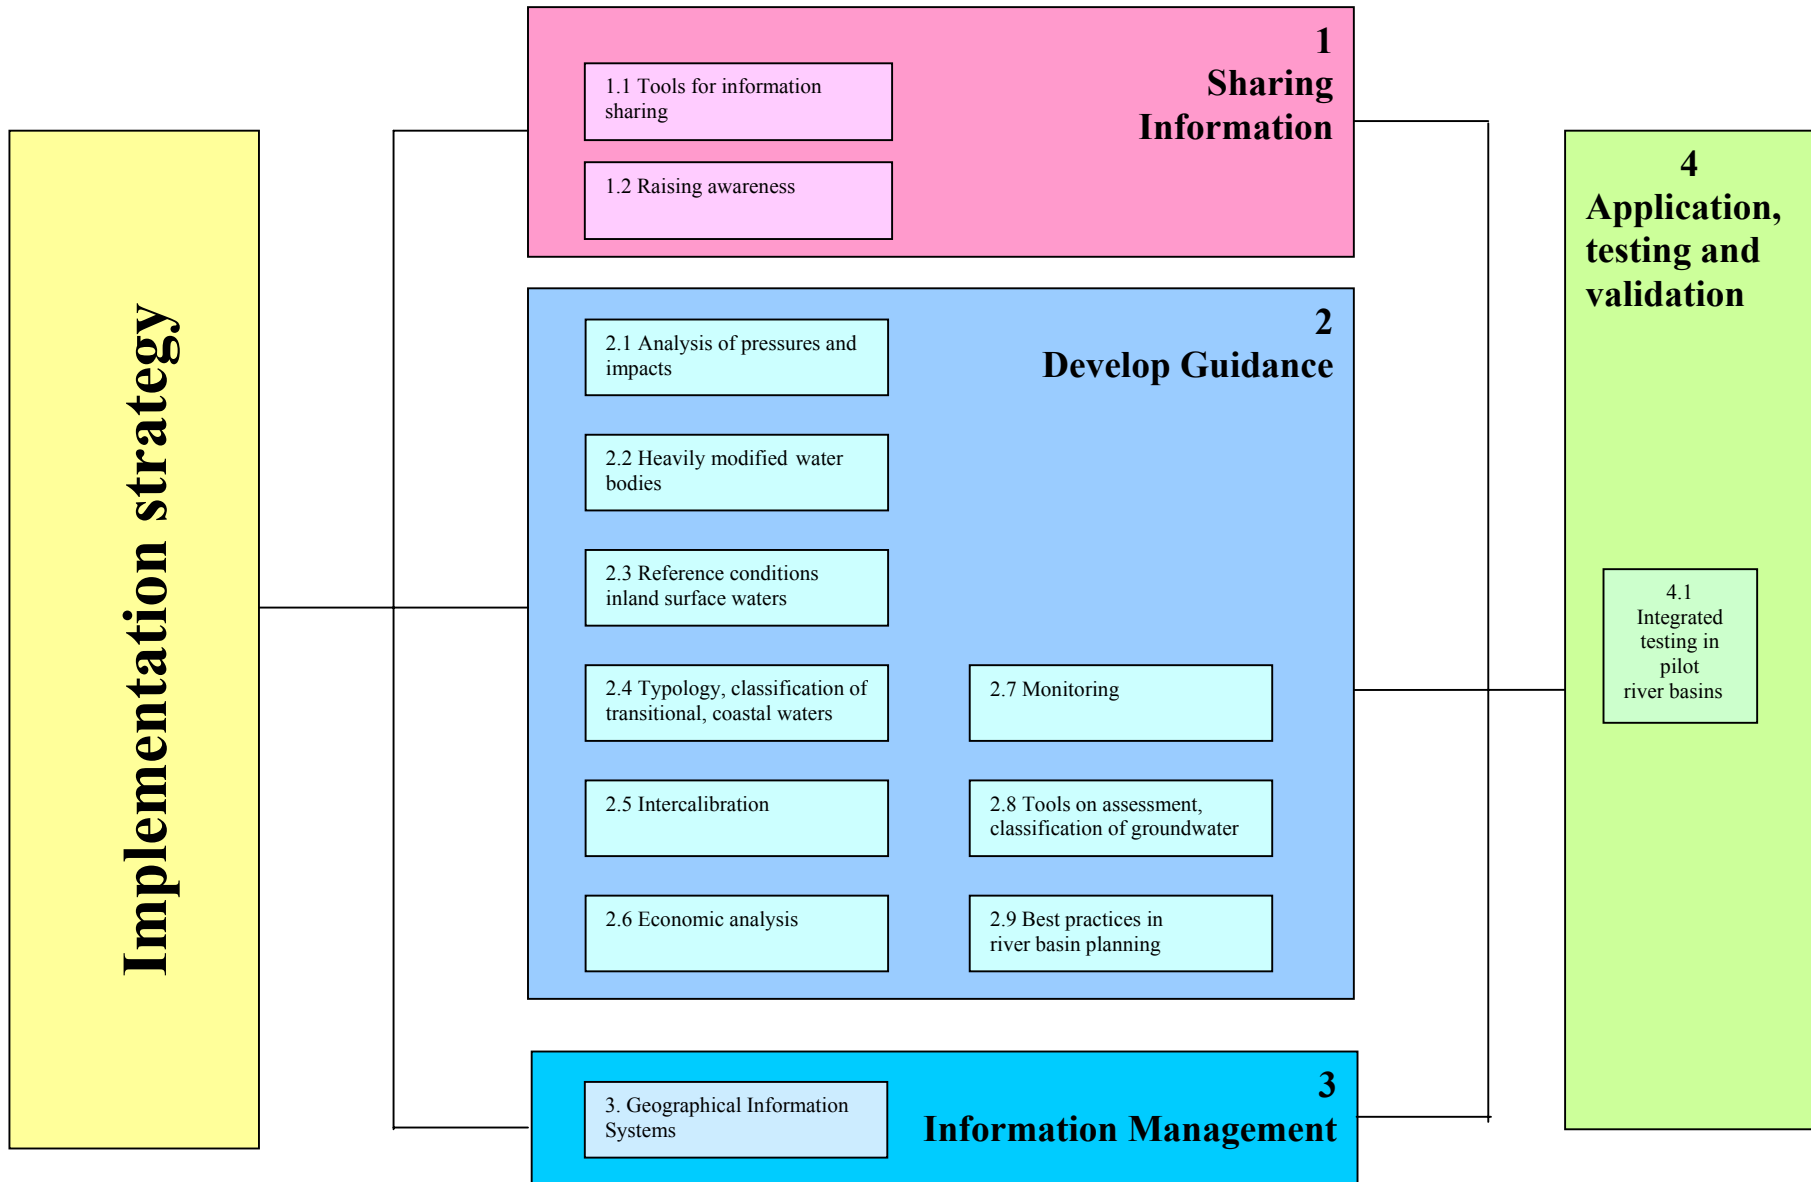 Implementation strategy
1
Sharing
Information
1.1 Tools for information
sharing
1.2 Raising awareness
2
Develop Guidance
2.1 Analysis of pressures and
impacts
2.2 Heavily modified water
bodies
2.3 Reference conditions
inland surface waters
2.4 Typology, classification of
transitional, coastal waters
2.5 Intercalibration
2.6 Economic analysis
2.7 Monitoring
2.8 Tools on assessment,
classification of groundwater
2.9 Best practices in
river basin planning
3
Information Management
3. Geographical Information
Systems
4
Application,
testing and
validation
4.1
Integrated
testing in
pilot
river basins